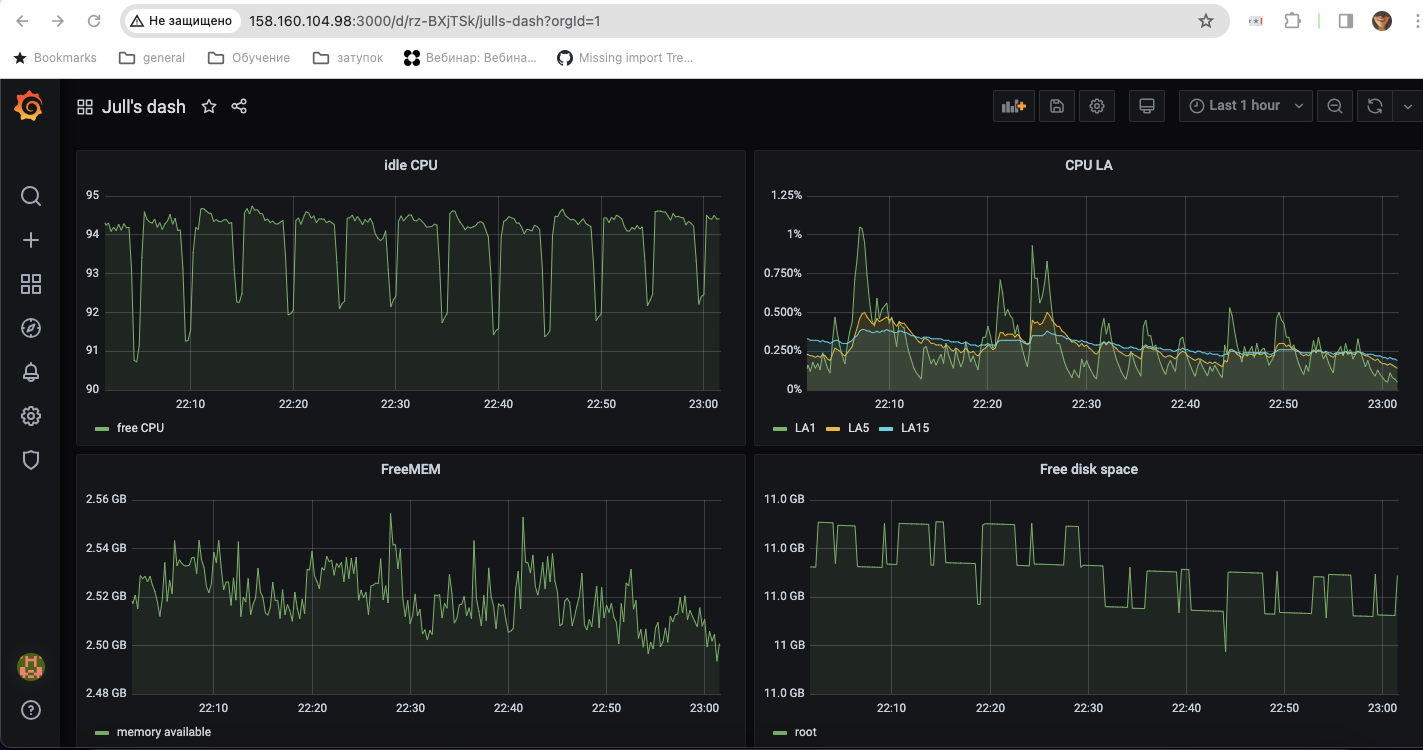 Не защищено 158.160.104.98:3000/d/rz-BXjTSk/julls-dash?orgId=1
Bookmarks general Обучение затупок Вебинар: Вебина... Missing import Tre...
Jull's dash Last 1 hour
idle CPU
95
94
93
92
91
90
22:10 22:20 22:30 22:40 22:50 23:00
free CPU
CPU LA
1.25%
1%
0.750%
0.500%
0.250%
0%
22:10 22:20 22:30 22:40 22:50 23:00
LA1 LA5 LA15
FreeMEM
2.56 GB
2.54 GB
2.52 GB
2.50 GB
2.48 GB
22:10 22:20 22:30 22:40 22:50 23:00
memory available
Free disk space
11.0 GB
11.0 GB
11.0 GB
11 GB
11.0 GB
22:10 22:20 22:30 22:40 22:50 23:00
root